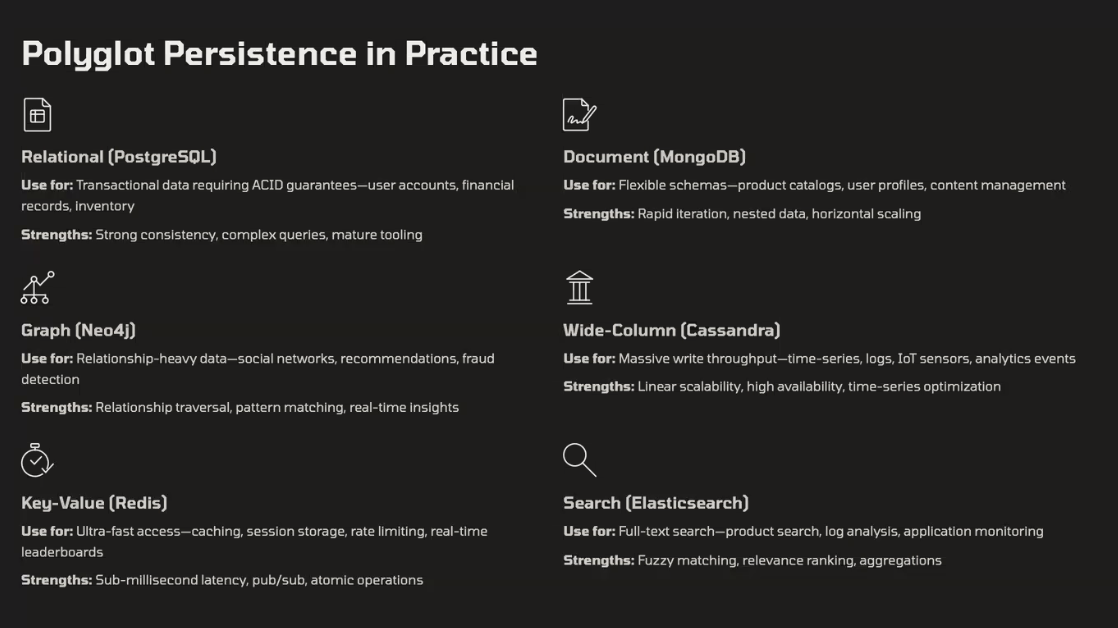 Polyglot Persistence in Practice
Relational (PostgreSQL)
Use for: Transactional data requiring ACID guarantees—user accounts, financial
records, inventory
Strengths: Strong consistency, complex queries, mature tooling
Document (MongoDB)
Use for: Flexible schemas—product catalogs, user profiles, content management
Strengths: Rapid iteration, nested data, horizontal scaling
Graph (Neo4j)
Use for: Relationship-heavy data—social networks, recommendations, fraud
detection
Strengths: Relationship traversal, pattern matching, real-time insights
Wide-Column (Cassandra)
Use for: Massive write throughput—time-series, logs, IoT sensors, analytics events
Strengths: Linear scalability, high availability, time-series optimization
Key-Value (Redis)
Use for: Ultra-fast access—caching, session storage, rate limiting, real-time
leaderboards
Strengths: Sub-millisecond latency, pub/sub, atomic operations
Search (Elasticsearch)
Use for: Full-text search—product search, log analysis, application monitoring
Strengths: Fuzzy matching, relevance ranking, aggregations